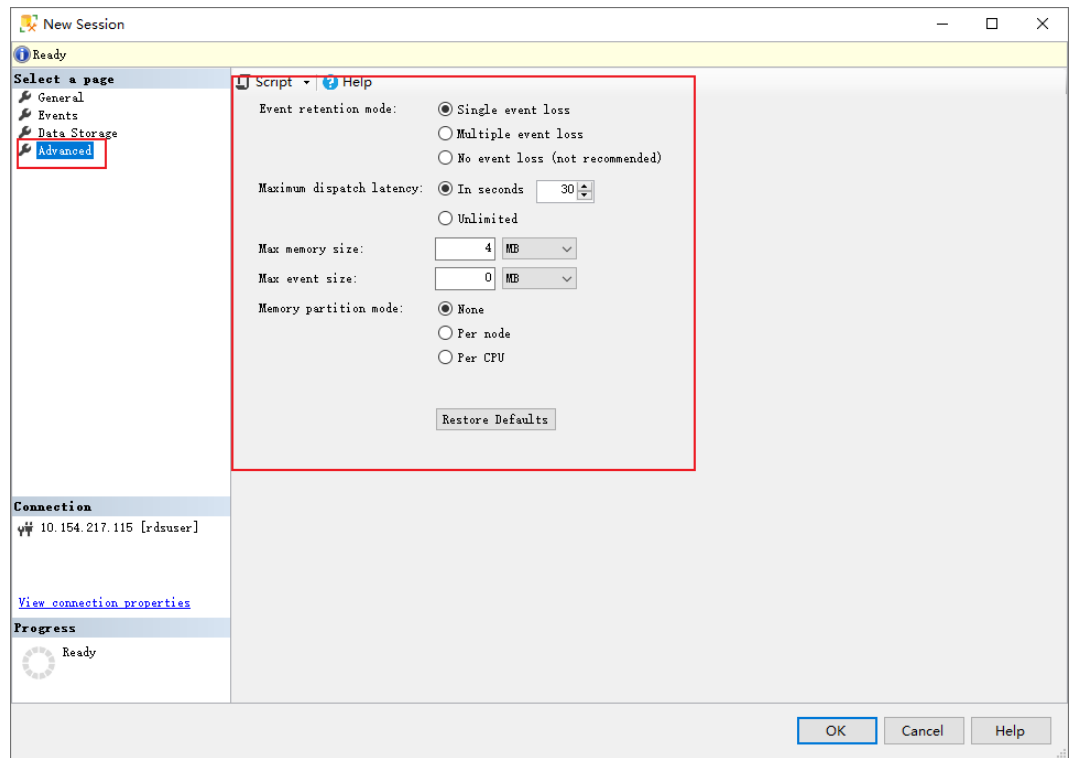 New Session
Ready
Select a page
General
Events
Data Storage
Advanced
Script Help
Event retention mode: Single event loss
Multiple event loss
No event loss (not recommended)
Maximum dispatch latency: In seconds 30
Unlimited
Max memory size: 4 MB
Max event size: 0 MB
Memory partition mode: None
Per node
Per CPU
Restore Defaults
Connection
10.154.217.115 [rdsuser]
View connection properties
Progress
Ready
OK Cancel Help